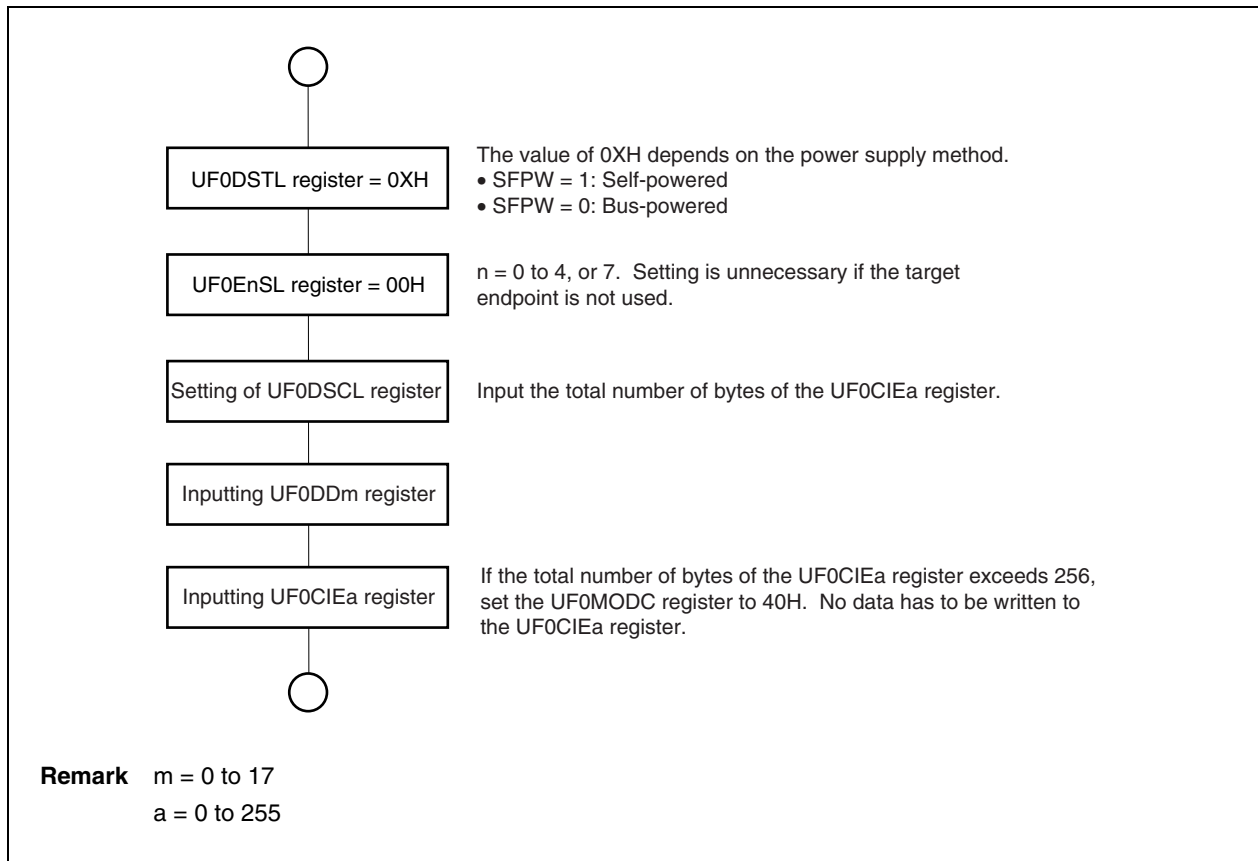 UF0DSTL register = 0XH
The value of 0XH depends on the power supply method.
• SFPW = 1: Self-powered
• SFPW = 0: Bus-powered
UF0EnSL register = 00H
n = 0 to 4, or 7.  Setting is unnecessary if the target
endpoint is not used.
Setting of UF0DSCL register
Input the total number of bytes of the UF0CIEa register.
Inputting UF0DDm register
Inputting UF0CIEa register
If the total number of bytes of the UF0CIEa register exceeds 256,
set the UF0MODC register to 40H.  No data has to be written to
the UF0CIEa register.
Remark m = 0 to 17
a = 0 to 255